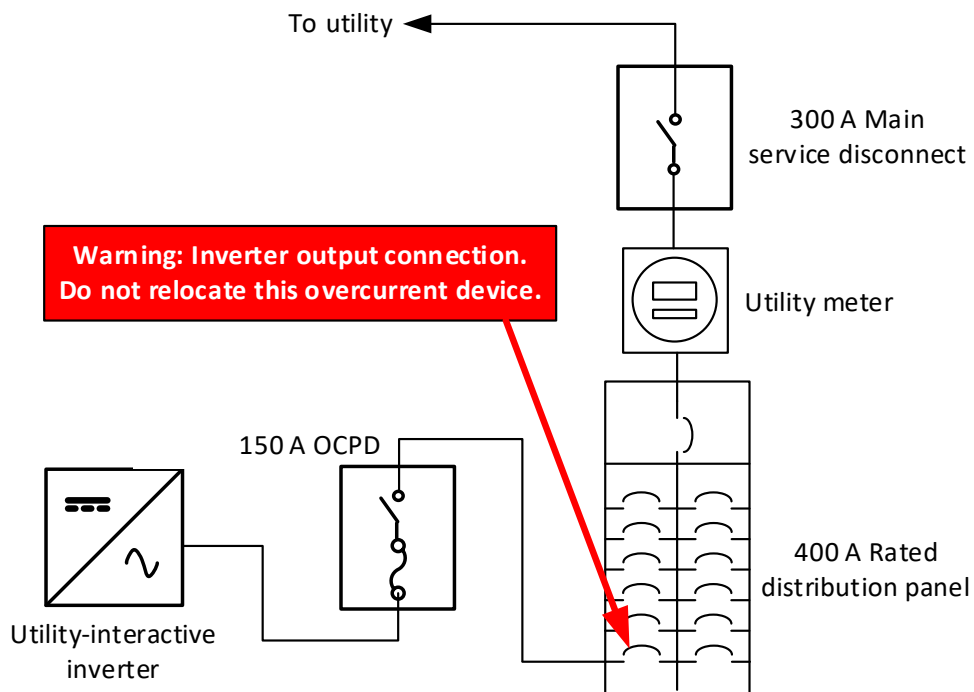 To utility
300 A Main
service disconnect
Warning: Inverter output connection.
Do not relocate this overcurrent device.
Utility meter
150 A OCPD
400 A Rated
distribution panel
Utility-interactive
inverter